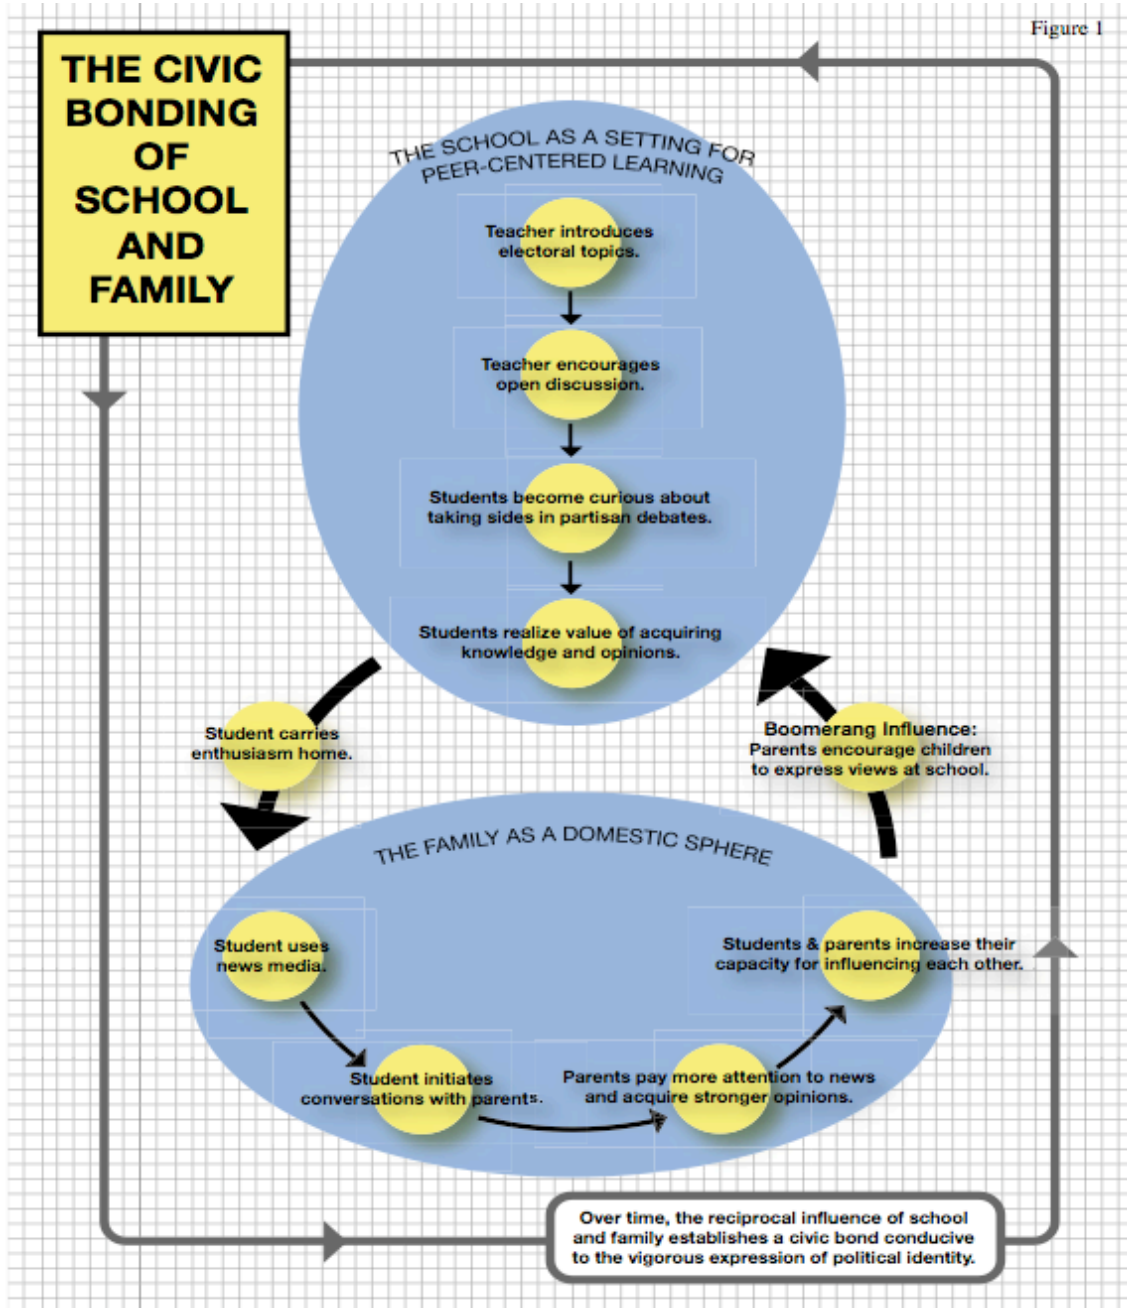 Figure 1
THE CIVIC
BONDING
OF
SCHOOL
AND
FAMILY
THE SCHOOL AS A SETTING FOR
PEER-CENTERED LEARNING
Teacher introduces
electoral topics.
Teacher encourages
open discussion.
Students become curious about
taking sides in partisan debates.
Students realize value of acquiring
knowledge and opinions.
Student carries
enthusiasm home.
Boomerang Influence:
Parents encourage children
to express views at school.
THE FAMILY AS A DOMESTIC SPHERE
Student uses
news media.
Student initiates
conversations with parents.
Parents pay more attention to news
and acquire stronger opinions.
Students & parents increase their
capacity for influencing each other.
Over time, the reciprocal influence of school
and family establishes a civic bond conducive
to the vigorous expression of political identity.